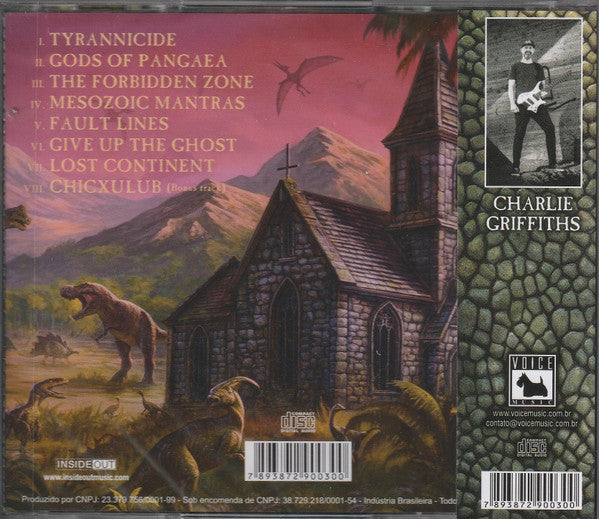 I. TYRANNICIDE
II. GODS OF PANGAEA
III. THE FORBIDDEN ZONE
IV. MESOZOIC MANTRAS
V. FAULT LINES
VI. GIVE UP THE GHOST
VII. LOST CONTINENT
VIII. CHICXULUB (Bonus track)
INSIDEOUT
www.insideoutmusic.com
COMPACT
disc
DIGITAL AUDIO
7 893872 900300
Produzido por CNPJ: 23.379.756/0001-99 - Sob encomenda de CNPJ: 38.729.218/0001-54 - Indústria Brasileira - Todo
CHARLIE
GRIFFITHS
VOICE
MUSIC
www.voicemusic.com.br
contato@voicemusic.com.br
COMPACT
disc
DIGITAL AUDIO
7 893872 900300